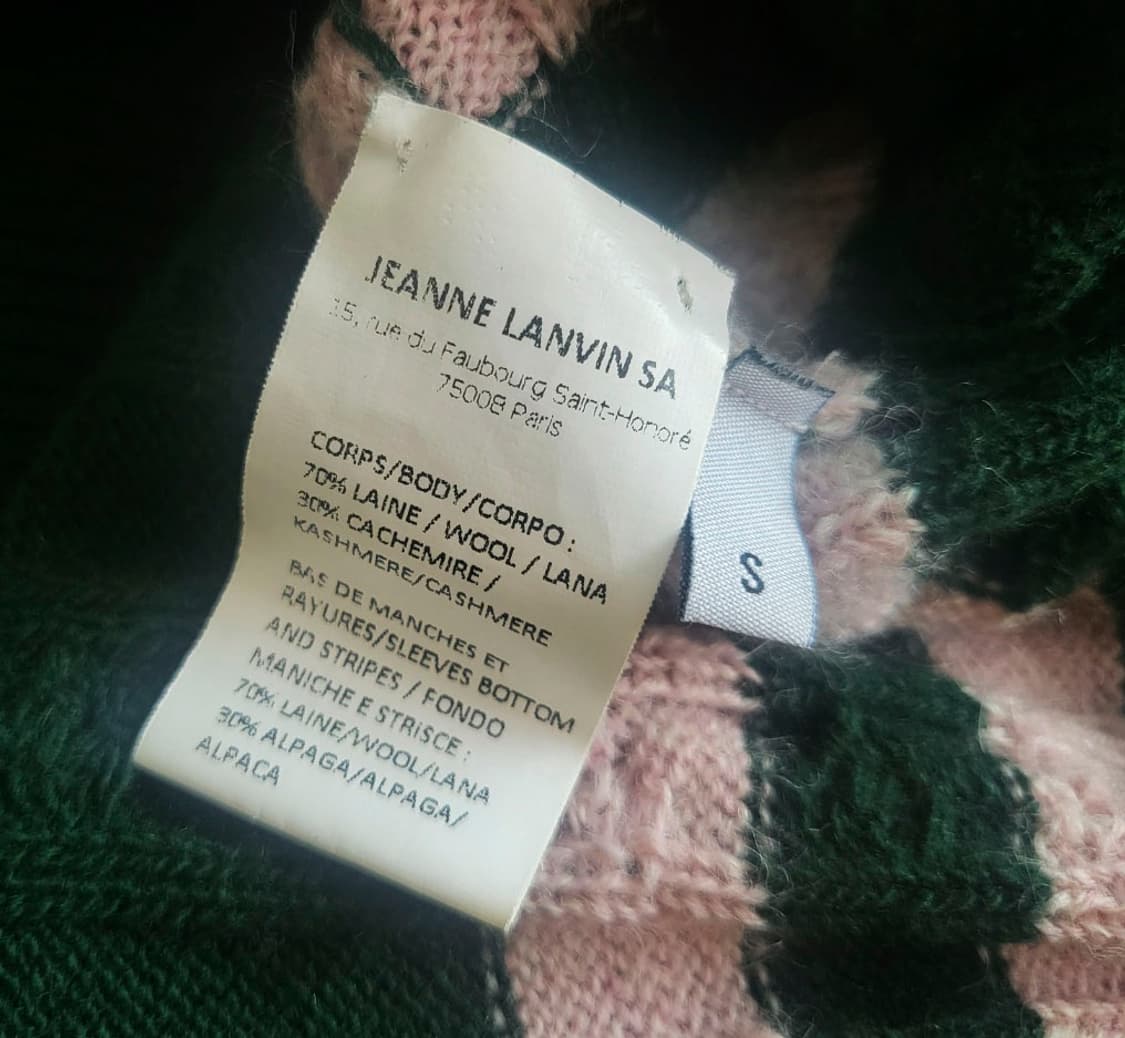 JEANNE LANVIN SA
15, rue du Faubourg Saint-Honoré
75008 Paris
CORPS/BODY/CORPO :
70% LAINE / WOOL / LANA
30% CACHEMIRE /
KASHMERE/CASHMERE
BAS DE MANCHES ET
RAYURES/SLEEVES BOTTOM
AND STRIPES / FONDO
MANICHE E STRISCE :
70% LAINE/WOOL/LANA
30% ALPAGA/ALPAGA/
ALPACA
S